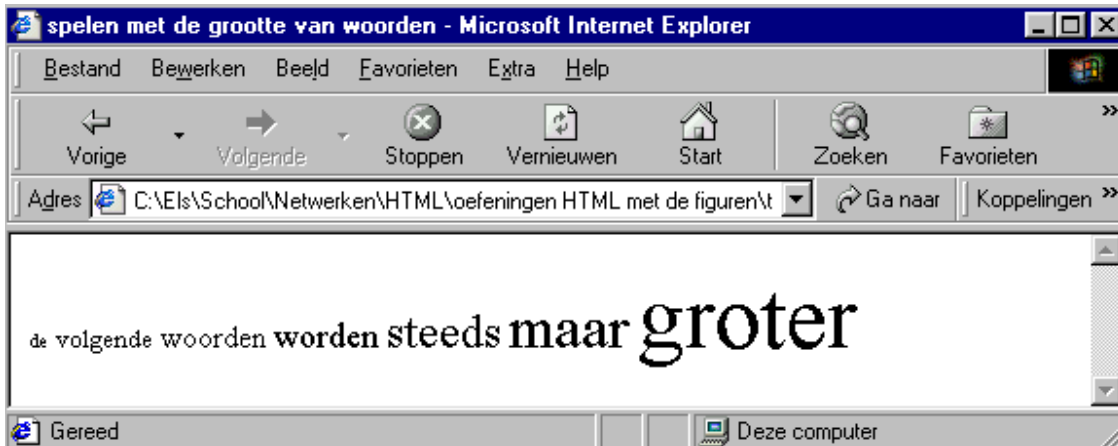 spelen met de grootte van woorden - Microsoft Internet Explorer
Bestand Bewerken Beeld Favorieten Extra Help
Vorige Volgende Stoppen Vernieuwen Start Zoeken Favorieten
Adres C:\Els\School\Netwerken\HTML\oefeningen HTML met de figuren\t Ga naar Koppelingen
de volgende woorden worden steeds maar groter
Gereed Deze computer